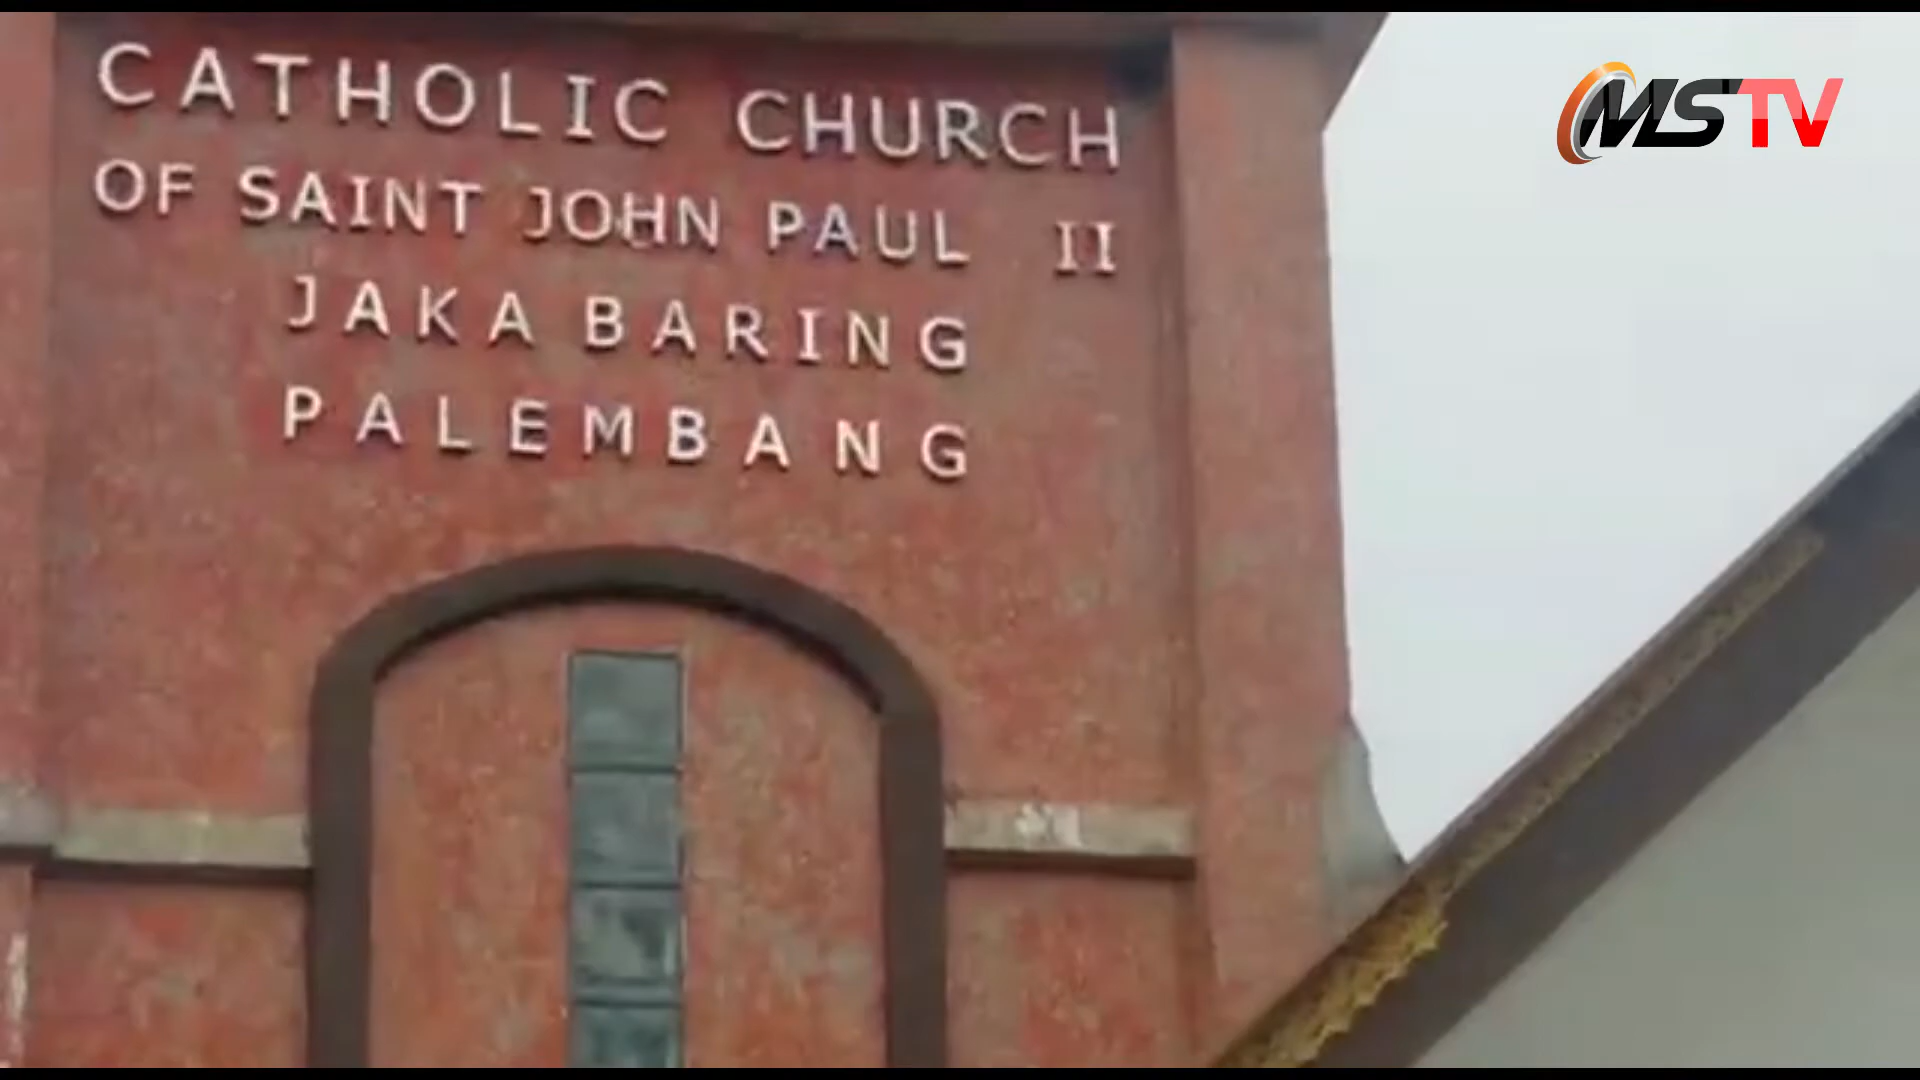 CATHOLIC CHURCH
OF SAINT JOHN PAUL II
JAKA BARING
PALEMBANG
MSTV